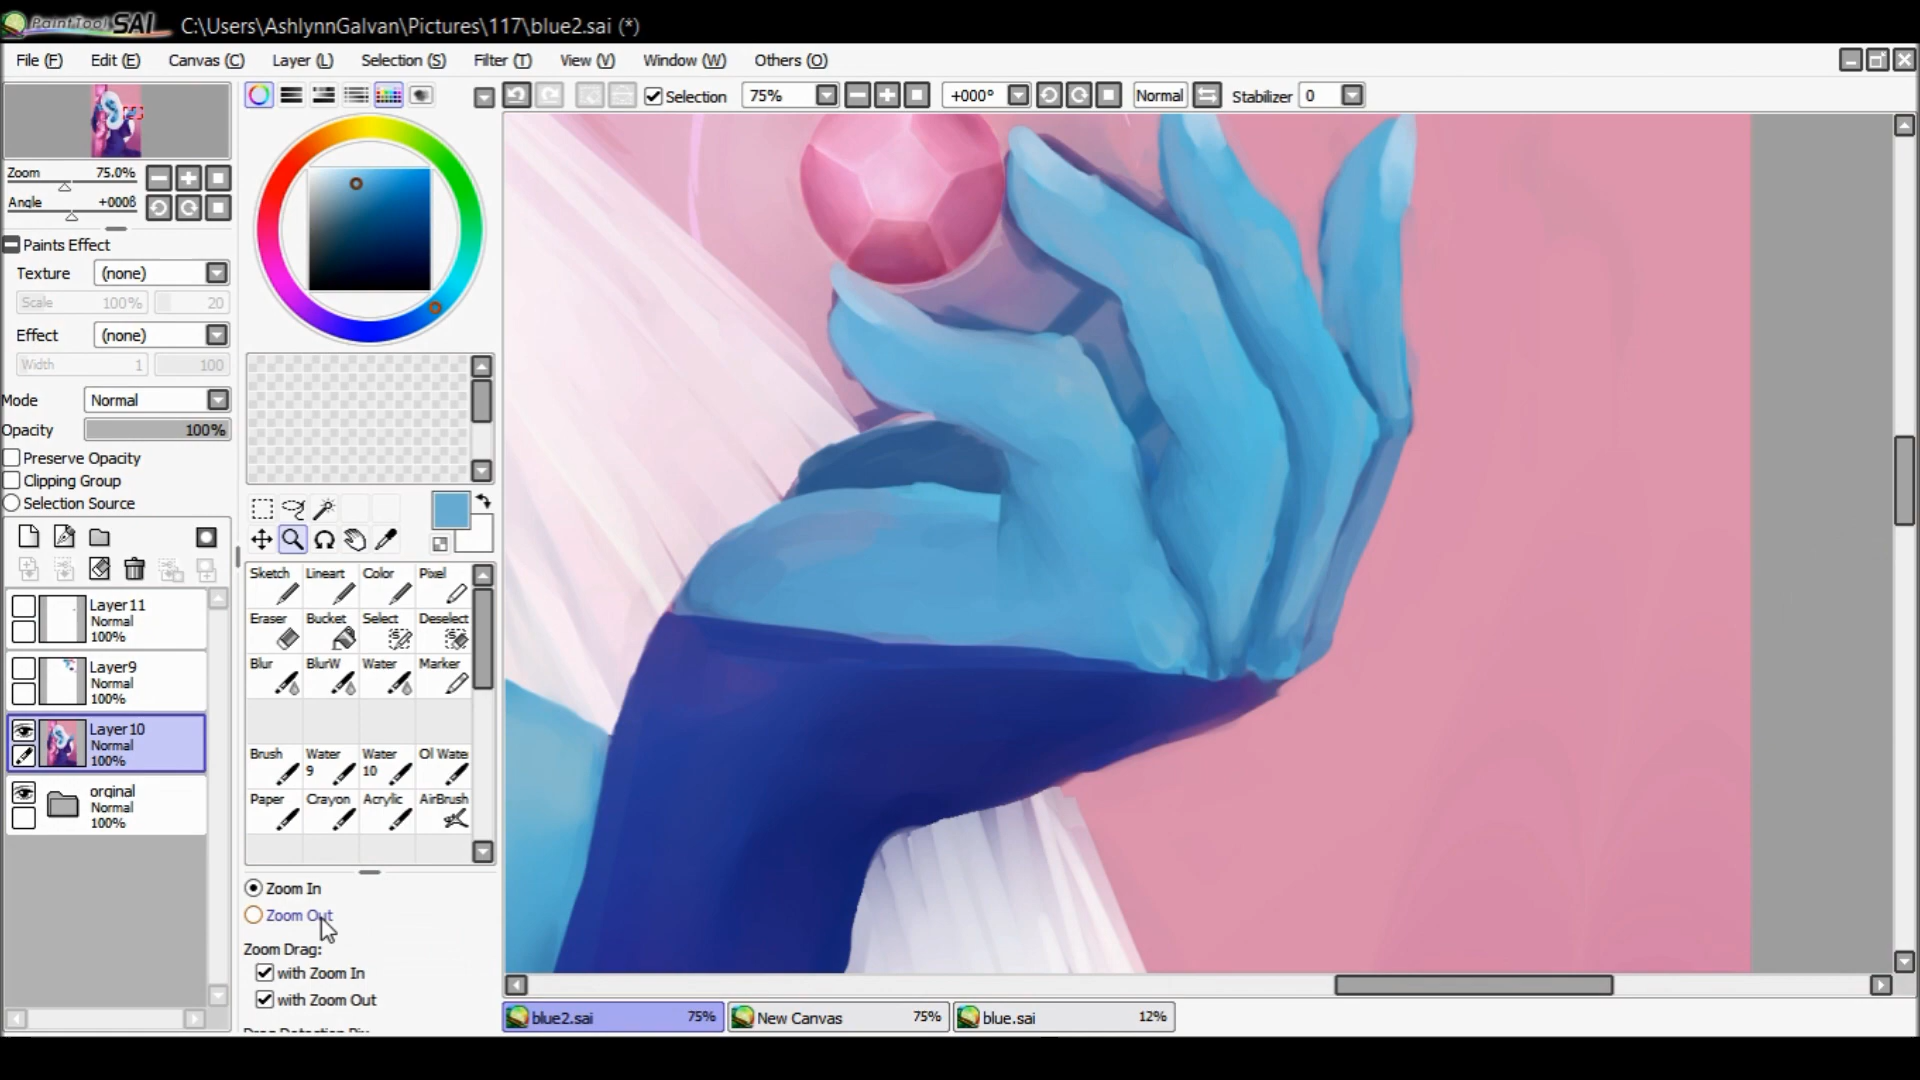 PaintTool SAI C:\Users\AshlynnGalvan\Pictures\117\blue2.sai (*)
File (F) Edit (E) Canvas (C) Layer (L) Selection (S) Filter (T) View (V) Window (W) Others (O)
Selection 75% +000° Normal Stabilizer 0
Zoom 75.0%
Angle +000ß
Paints Effect
Texture (none)
Scale 100% 20
Effect (none)
Width 1 100
Mode Normal
Opacity 100%
Preserve Opacity
Clipping Group
Selection Source
Layer11
Normal
100%
Layer9
Normal
100%
Layer10
Normal
100%
orginal
Normal
100%
Sketch Lineart Color Pixel
Eraser Bucket Select Deselect
Blur BlurW Water Marker
Brush Water 9 Water 10 Ol Wate
Paper Crayon Acrylic AirBrush
Zoom In
Zoom Out
Zoom Drag:
with Zoom In
with Zoom Out
blue2.sai 75% New Canvas 75% blue.sai 12%